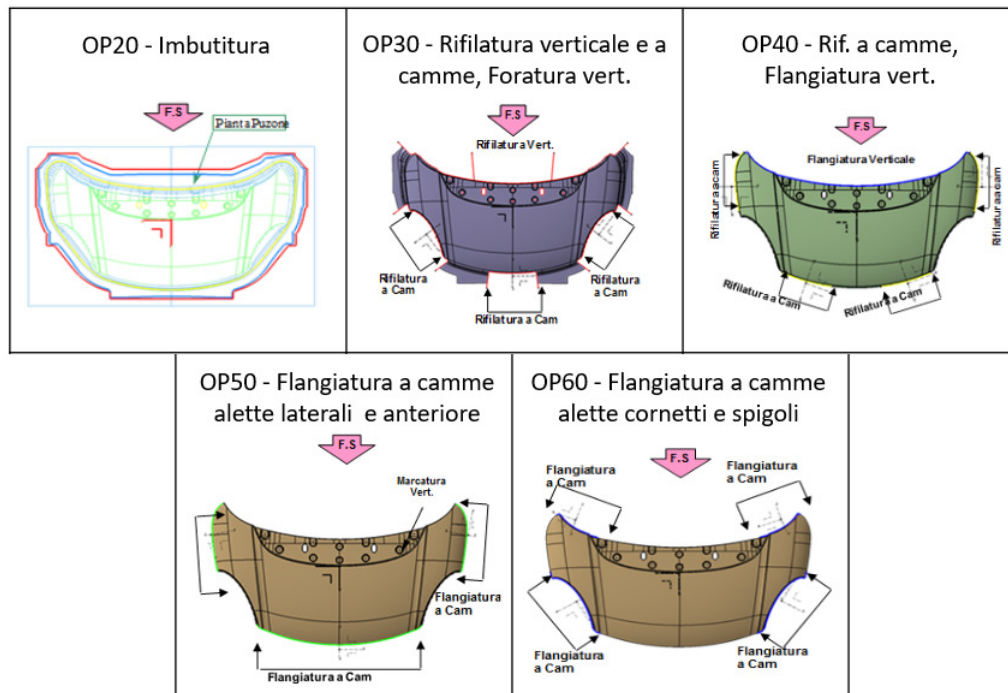 OP20 - Imbutitura
F.S
Pianta Puzone
OP30 - Rifilatura verticale e a
camme, Foratura vert.
F.S
Rifilatura Vert.
Rifilatura
a Cam
Rifilatura
a Cam
Rifilatura a Cam
OP40 - Rif. a camme,
Flangiatura vert.
F.S
Flangiatura Verticale
Rifilatura a cam
Rifilatura a cam
Rifilatura a Cam
Rifilatura a Cam
OP50 - Flangiatura a camme
alette laterali e anteriore
F.S
Marcatura
Vert.
Flangiatura
a Cam
Flangiatura a Cam
OP60 - Flangiatura a camme
alette cornetti e spigoli
F.S
Flangiatura
a Cam
Flangiatura
a Cam
Flangiatura
a Cam
Flangiatura
a Cam